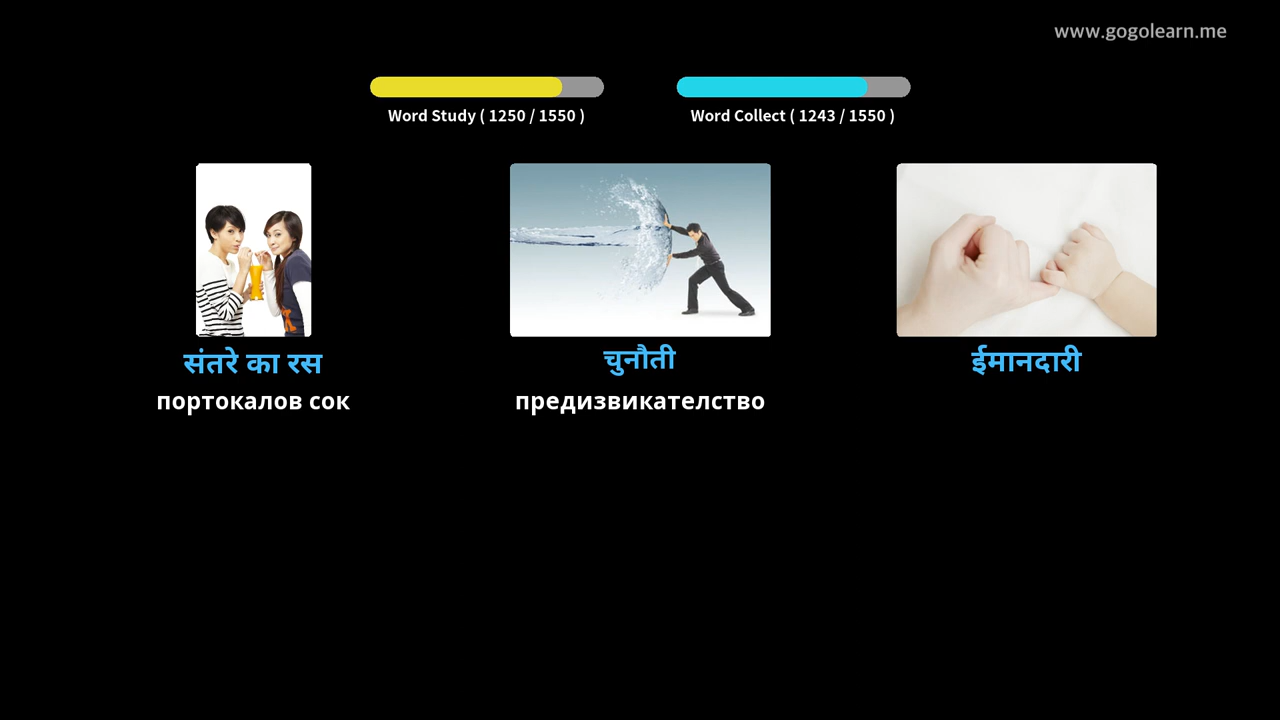 www.gogolearn.me
Word Study ( 1250 / 1550 )
Word Collect ( 1243 / 1550 )
संतरे का रस
चुनौती
ईमानदारी
портокалов сок
предизвикателство